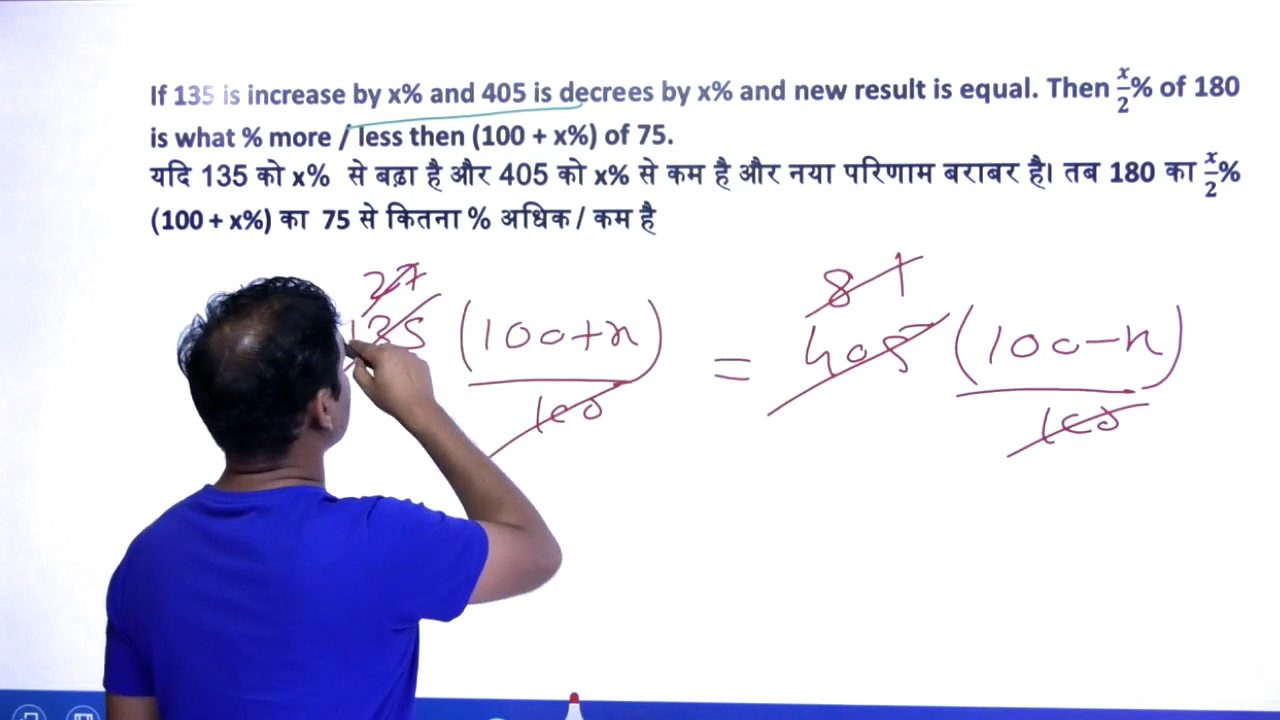 If 135 is increase by x% and 405 is decrees by x% and new result is equal. Then x/2% of 180
is what % more / less then (100 + x%) of 75.
यदि 135 को x% से बढ़ा है और 405 को x% से कम है और नया परिणाम बराबर है। तब 180 का x/2%
(100 + x%) का 75 से कितना % अधिक / कम है
27 81
135 (100+x) = 405 (100-x)
100 100